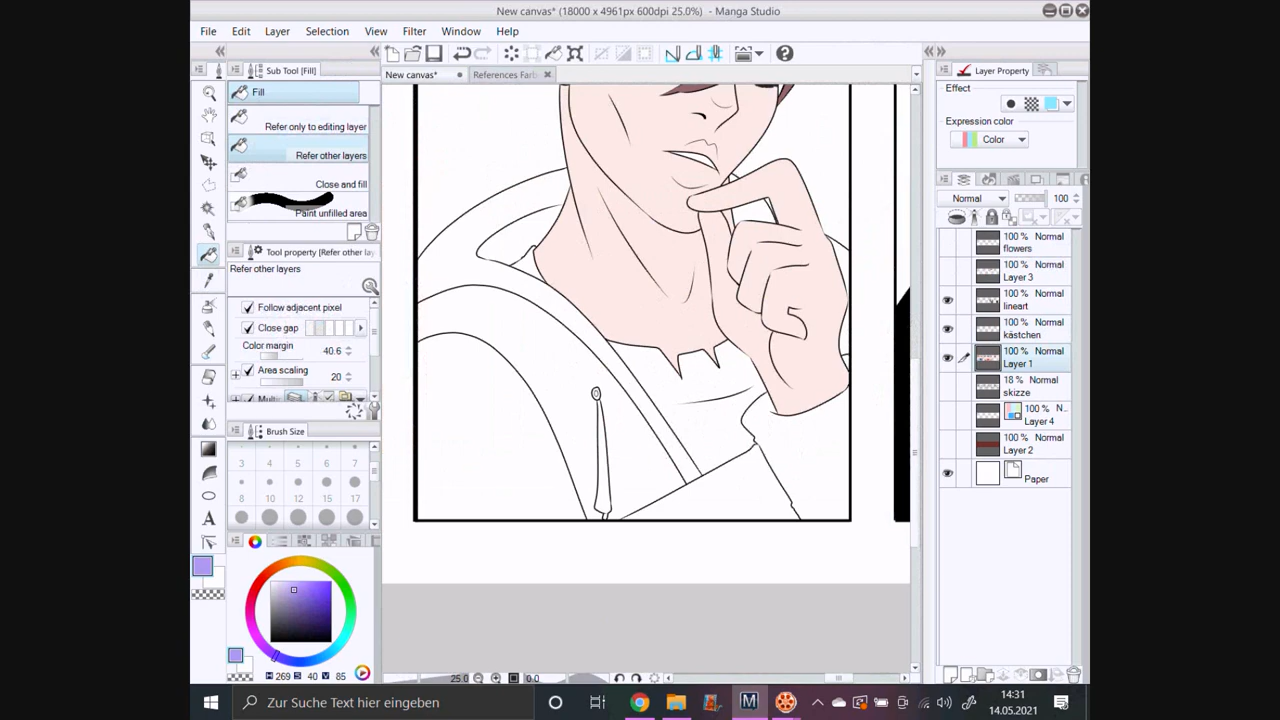 New canvas* (18000 x 4961px 600dpi 25.0%) - Manga Studio
File Edit Layer Selection View Filter Window Help
Sub Tool [Fill]
New canvas*
References Farb
Layer Property
Fill
Refer only to editing layer
Refer other layers
Close and fill
Paint unfilled area
Tool property [Refer other lay
Refer other layers
Follow adjacent pixel
Close gap
Color margin
40.6
Area scaling
20
Multi
Brush Size
3 4 5 6 7
8 10 12 15 17
H 269 S 40 V 85
25.0
0.0
Effect
Expression color
Color
Normal 100
100 % Normal
flowers
100 % Normal
Layer 3
100 % Normal
lineart
100 % Normal
kästchen
100 % Normal
Layer 1
18 % Normal
skizze
100 % N..
Layer 4
100 % Normal
Layer 2
Paper
Zur Suche Text hier eingeben
14:31
14.05.2021